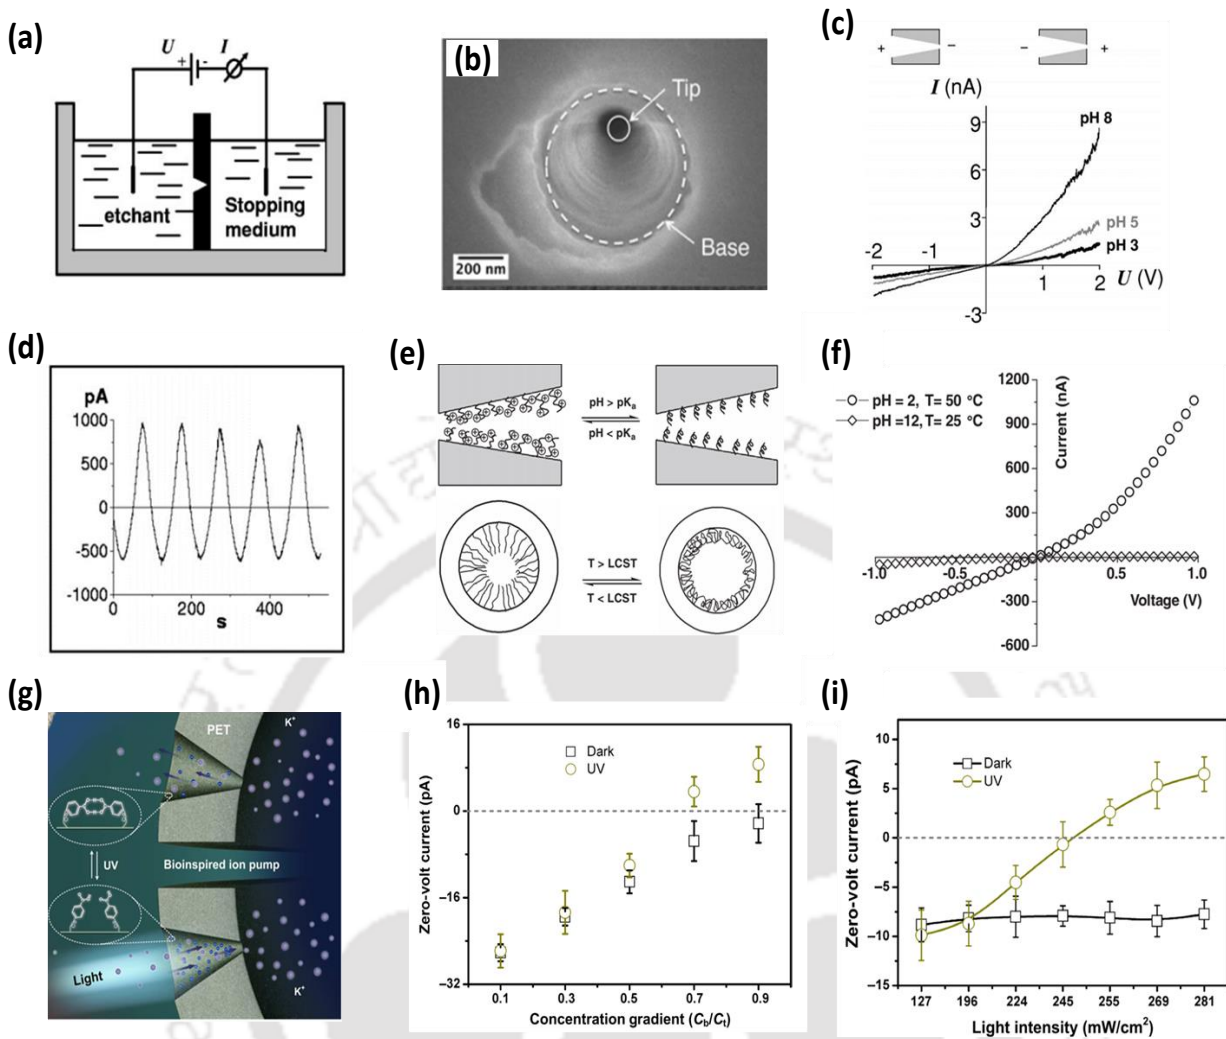 (a)
U
I
+
-
etchant
Stopping
medium
(b)
Tip
Base
200 nm
(c)
+
−
−
+
I (nA)
9
6
3
-3
-2
-1
1
2
U (V)
pH 8
pH 5
pH 3
(d)
pA
1000
500
0
-500
-1000
0
200
400
s
(e)
pH > pKa
pH < pKa
T > LCST
T < LCST
(f)
pH = 2, T= 50 °C
pH =12, T= 25 °C
Current (nA)
1200
900
600
300
0
-300
-600
-1.0
-0.5
0.5
1.0
Voltage (V)
(g)
PET
K+
UV
Bioinspired ion pump
Light
K+
(h)
Dark
UV
Zero-volt current (pA)
16
0
−16
−32
0.1
0.3
0.5
0.7
0.9
Concentration gradient (Cb/Ct)
(i)
Dark
UV
Zero-volt current (pA)
10
5
0
−5
−10
−15
127
196
224
245
255
269
281
Light intensity (mW/cm²)